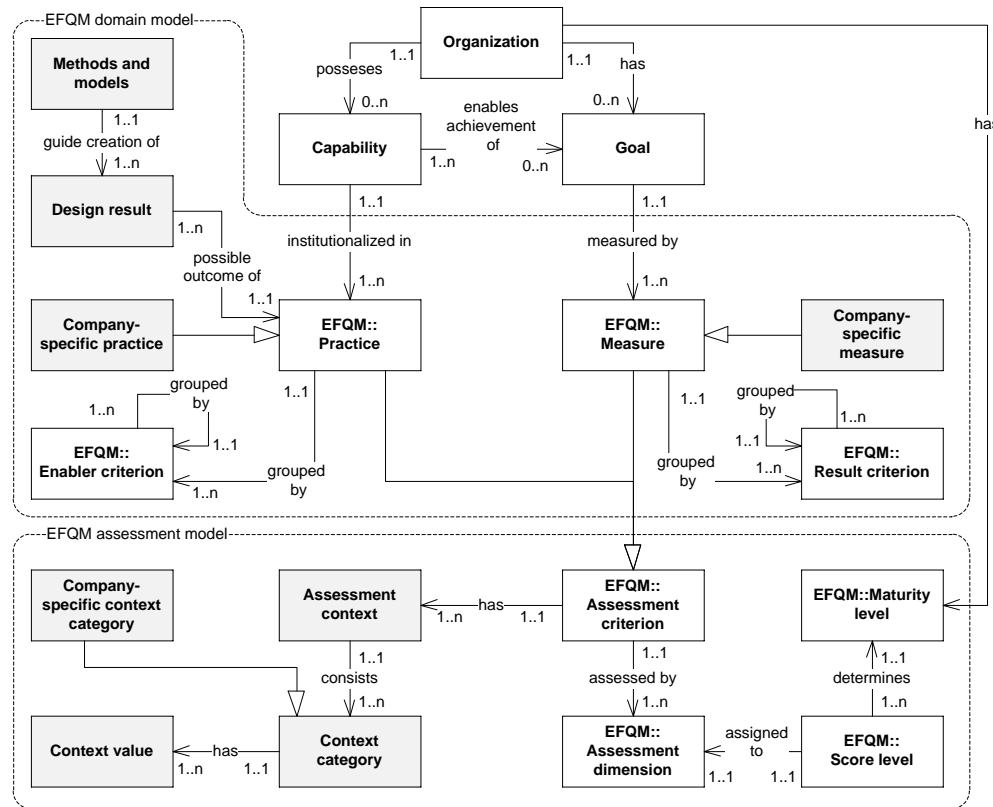 EFQM domain model
Organization
1..1
1..1
posseses
has
0..n
0..n
has
Methods and
models
1..1
guide creation of
1..n
Capability
enables
achievement
of
1..n
0..n
Goal
1..1
1..1
Design result
1..n
possible
outcome of
1..1
institutionalized in
1..n
measured by
1..n
Company-
specific practice
EFQM::
Practice
EFQM::
Measure
Company-
specific
measure
1..1
1..1
grouped
by
1..n
1..1
EFQM::
Enabler criterion
grouped
by
1..n
grouped
by
1..n
1..1
1..n
grouped
by
EFQM::
Result criterion
EFQM assessment model
Company-
specific context
category
Assessment
context
has
1..n
1..1
EFQM::
Assessment
criterion
EFQM::Maturity
level
1..1
consists
1..n
1..1
assessed by
1..n
1..1
determines
1..n
Context value
has
1..n
1..1
Context
category
EFQM::
Assessment
dimension
assigned
to
1..1
1..1
EFQM::
Score level